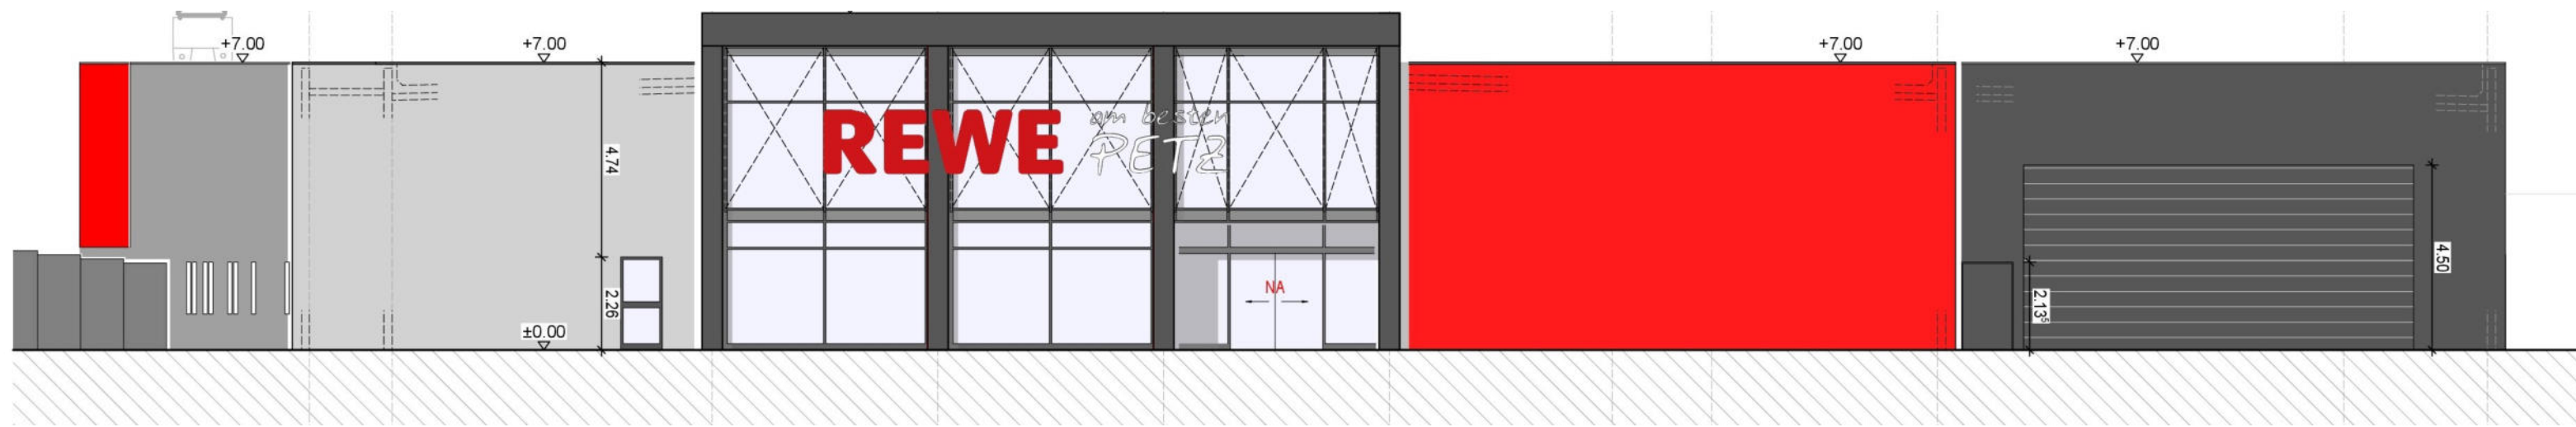 +7.00
+7.00
+7.00
+7.00
4.74
REWE
am besten
PETZ
2.26
±0.00
NA
2.13⁵
4.50